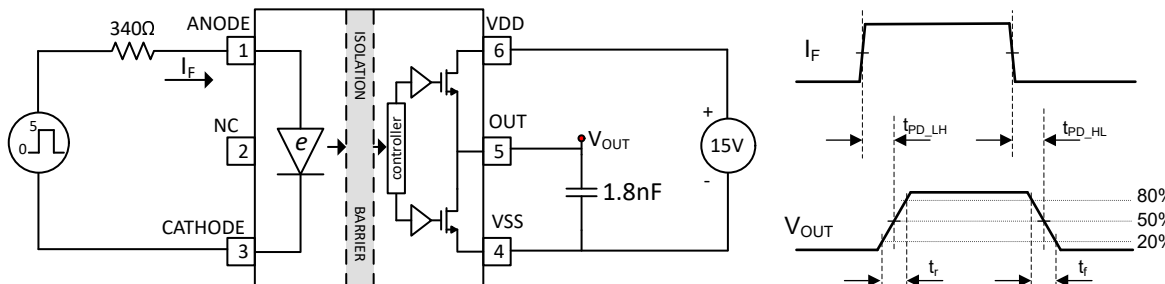 340Ω
ANODE
1
I_F
5
0
NC
2
e
CATHODE
3
ISOLATION
BARRIER
controller
VDD
6
OUT
5
V_OUT
1.8nF
VSS
4
+
15V
-
I_F
t_PD_LH
t_PD_HL
V_OUT
80%
50%
20%
t_r
t_f